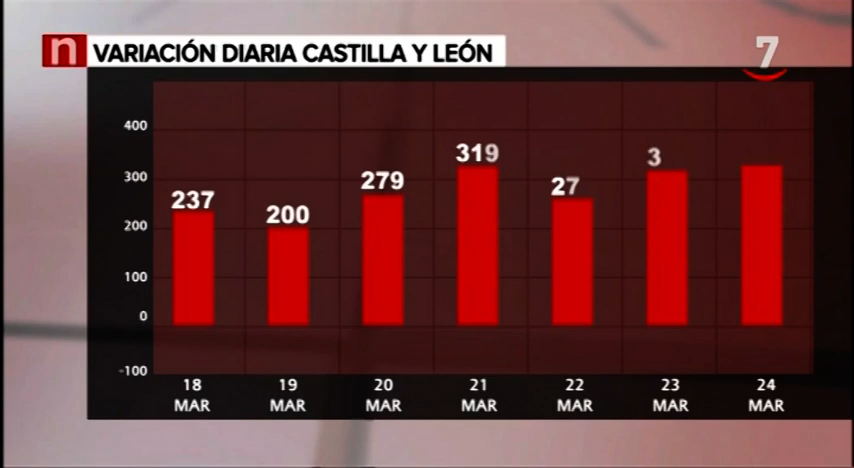 n VARIACIÓN DIARIA CASTILLA Y LEÓN
7
400
300
200
100
0
-100
237
200
279
319
27
3
18 MAR
19 MAR
20 MAR
21 MAR
22 MAR
23 MAR
24 MAR